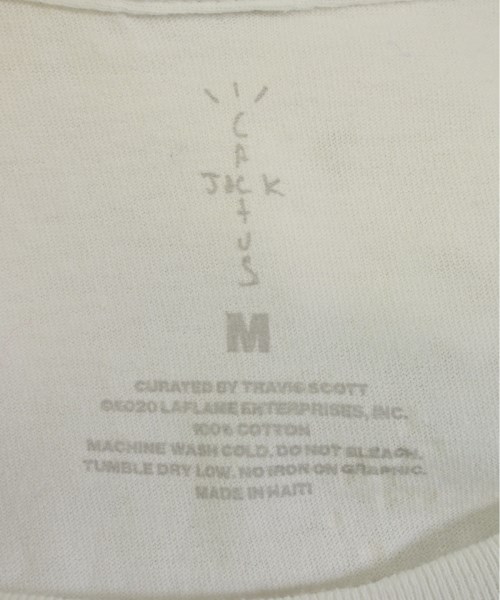 C
A
JACK
T
U
S
M
CURATED BY TRAVIS SCOTT
©2020 LAFLAME ENTERPRISES, INC.
100% COTTON
MACHINE WASH COLD. DO NOT BLEACH.
TUMBLE DRY LOW. NO IRON ON GRAPHIC.
MADE IN HAITI